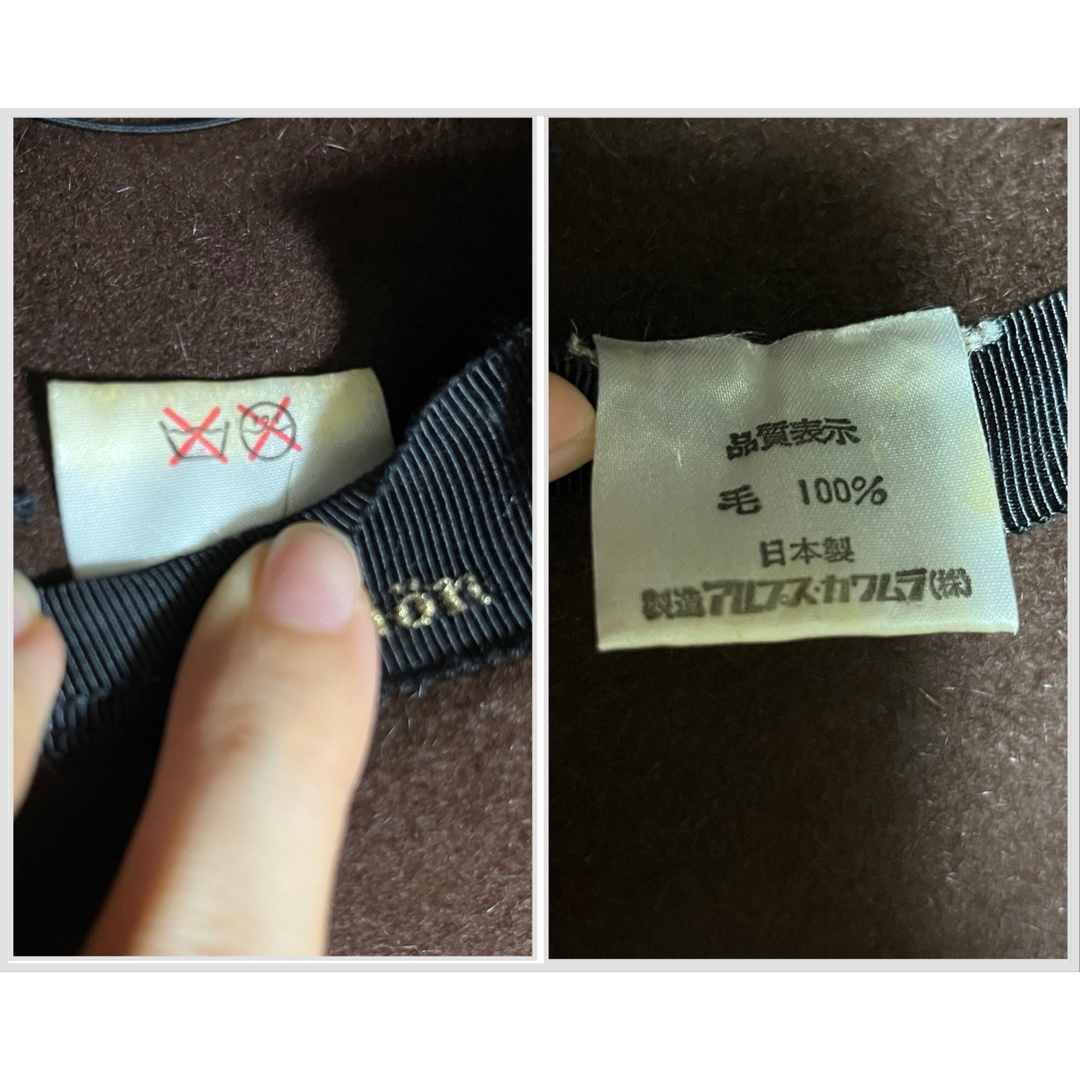 ön
品質表示
毛 100%
日本製
製造アルプス・カワムラ(株)